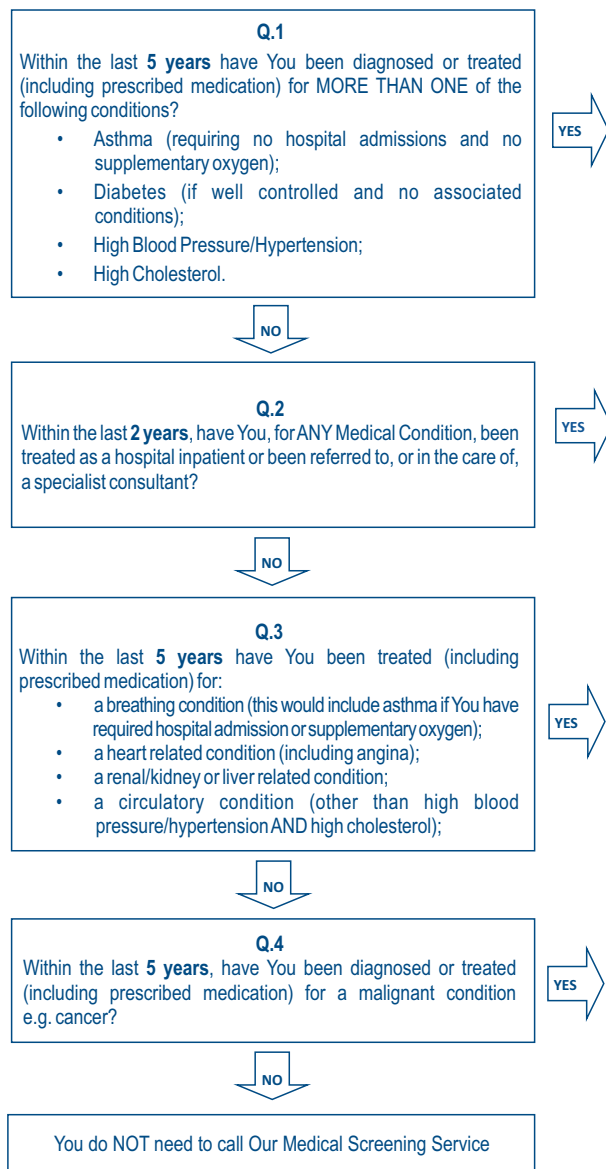 Q.1
Within the last 5 years have You been diagnosed or treated
(including prescribed medication) for MORE THAN ONE of the
following conditions?
• Asthma (requiring no hospital admissions and no
supplementary oxygen);
• Diabetes (if well controlled and no associated
conditions);
• High Blood Pressure/Hypertension;
• High Cholesterol.
YES
NO
Q.2
Within the last 2 years, have You, for ANY Medical Condition, been
treated as a hospital inpatient or been referred to, or in the care of,
a specialist consultant?
YES
NO
Q.3
Within the last 5 years have You been treated (including
prescribed medication) for:
• a breathing condition (this would include asthma if You have
required hospital admission or supplementary oxygen);
• a heart related condition (including angina);
• a renal/kidney or liver related condition;
• a circulatory condition (other than high blood
pressure/hypertension AND high cholesterol);
YES
NO
Q.4
Within the last 5 years, have You been diagnosed or treated
(including prescribed medication) for a malignant condition
e.g. cancer?
YES
NO
You do NOT need to call Our Medical Screening Service